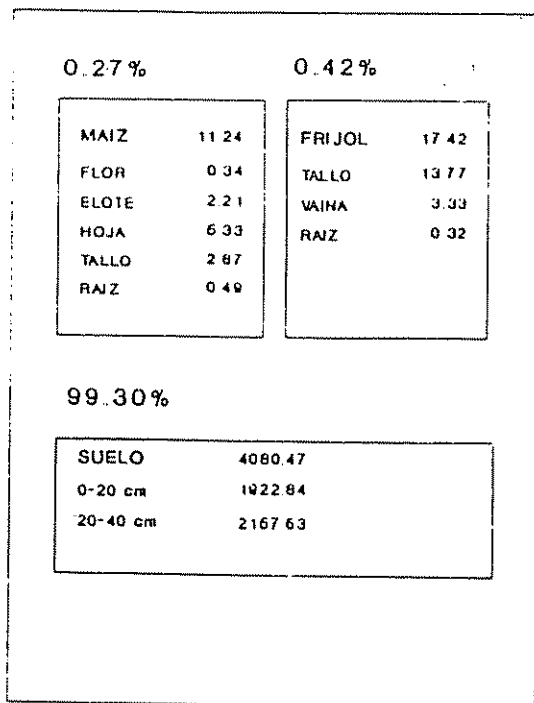 0.27%
MAIZ 11.24
FLOR 0.34
ELOTE 2.21
HOJA 5.33
TALLO 2.87
RAIZ 0.49
0.42%
FRIJOL 17.42
TALLO 13.77
VAINA 3.33
RAIZ 0.32
99.30%
SUELO 4080.47
0-20 cm 1922.84
20-40 cm 2157.63